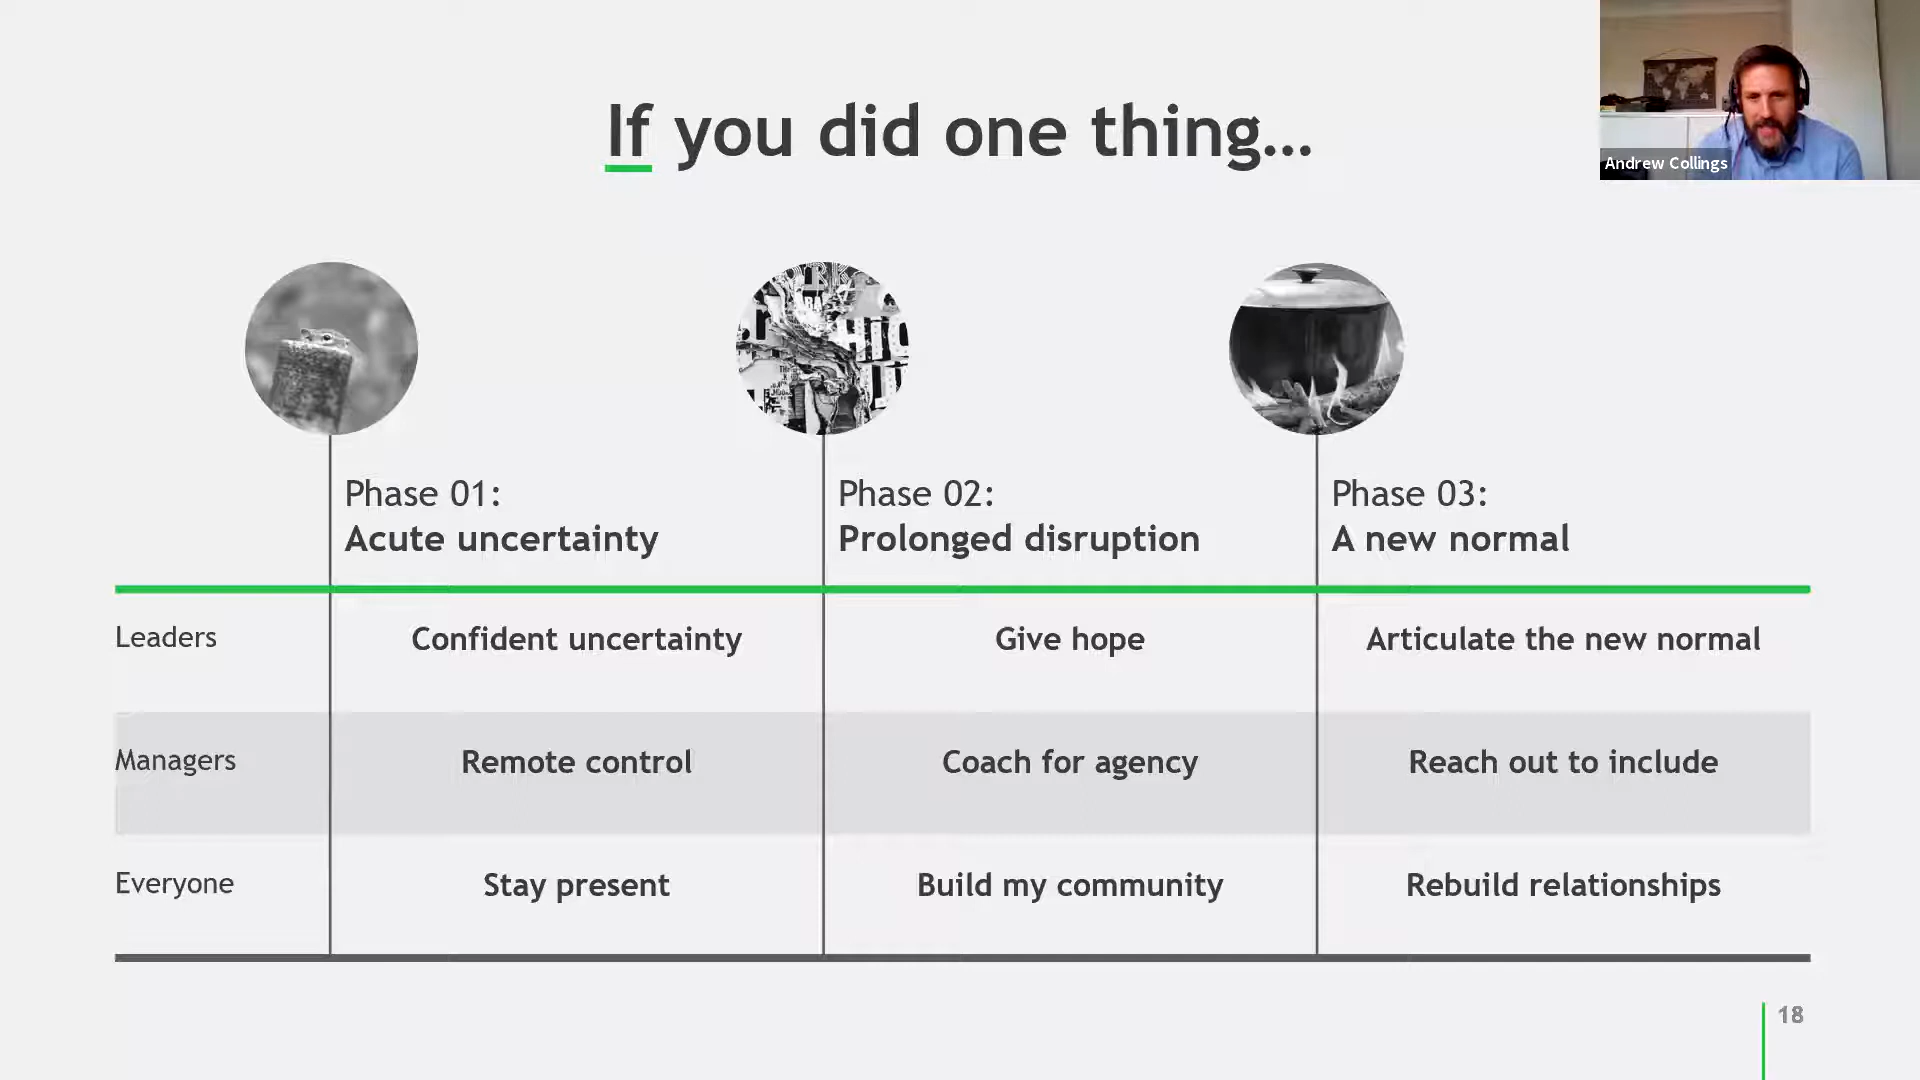 If you did one thing...
Andrew Collings
Phase 01:
Acute uncertainty
Phase 02:
Prolonged disruption
Phase 03:
A new normal
Leaders
Confident uncertainty
Give hope
Articulate the new normal
Managers
Remote control
Coach for agency
Reach out to include
Everyone
Stay present
Build my community
Rebuild relationships
18